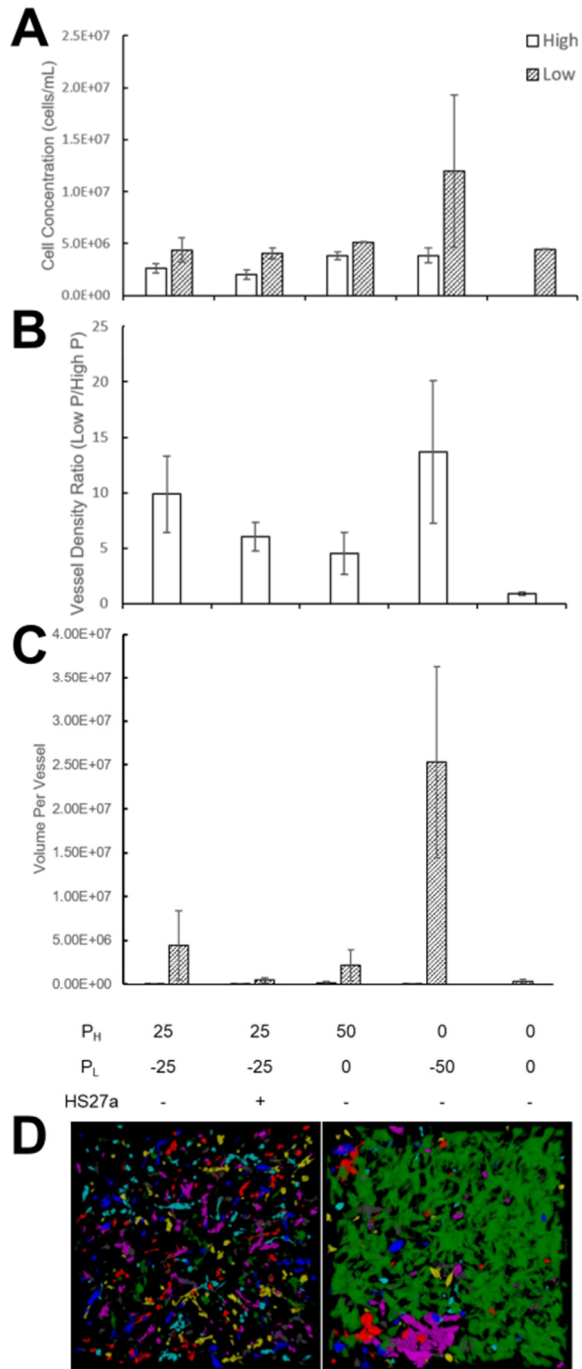 A
2.5E+07
2.0E+07
1.5E+07
1.0E+07
5.0E+06
0.0E+00
Cell Concentration (cells/mL)
High
Low
B
25
20
15
10
5
0
Vessel Density Ratio (Low P/High P)
C
4.00E+07
3.50E+07
3.00E+07
2.50E+07
2.00E+07
1.50E+07
1.00E+07
5.00E+06
0.00E+00
Volume Per Vessel
PH 25 25 50 0 0
PL -25 -25 0 -50 0
HS27a - + - - -
D